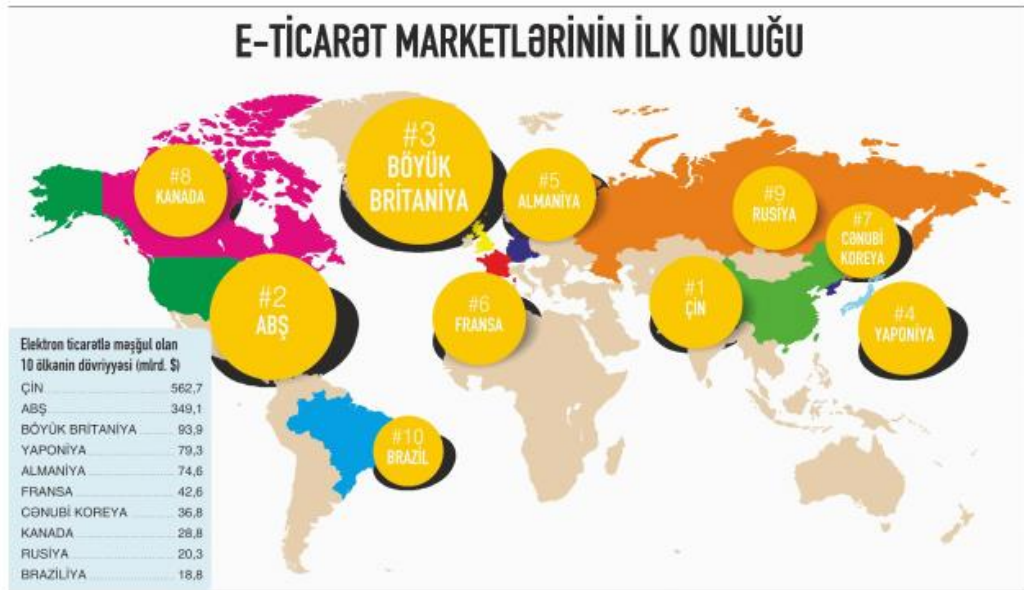 E-TİCARƏT MARKETLƏRİNİN İLK ONLUĞU
#3
BÖYÜK
BRİTANİYA
#8
KANADA
#5
ALMANİYA
#9
RUSİYA
#7
CƏNUBİ
KOREYA
#2
ABŞ
#6
FRANSA
#1
ÇİN
#4
YAPONİYA
#10
BRAZİL
Elektron ticarətlə məşğul olan
10 ölkənin dövriyyəsi (mlrd. $)
ÇİN 562,7
ABŞ 349,1
BÖYÜK BRİTANİYA 93,9
YAPONİYA 79,3
ALMANİYA 74,6
FRANSA 42,6
CƏNUBİ KOREYA 36,8
KANADA 28,8
RUSİYA 20,3
BRAZİLİYA 18,8